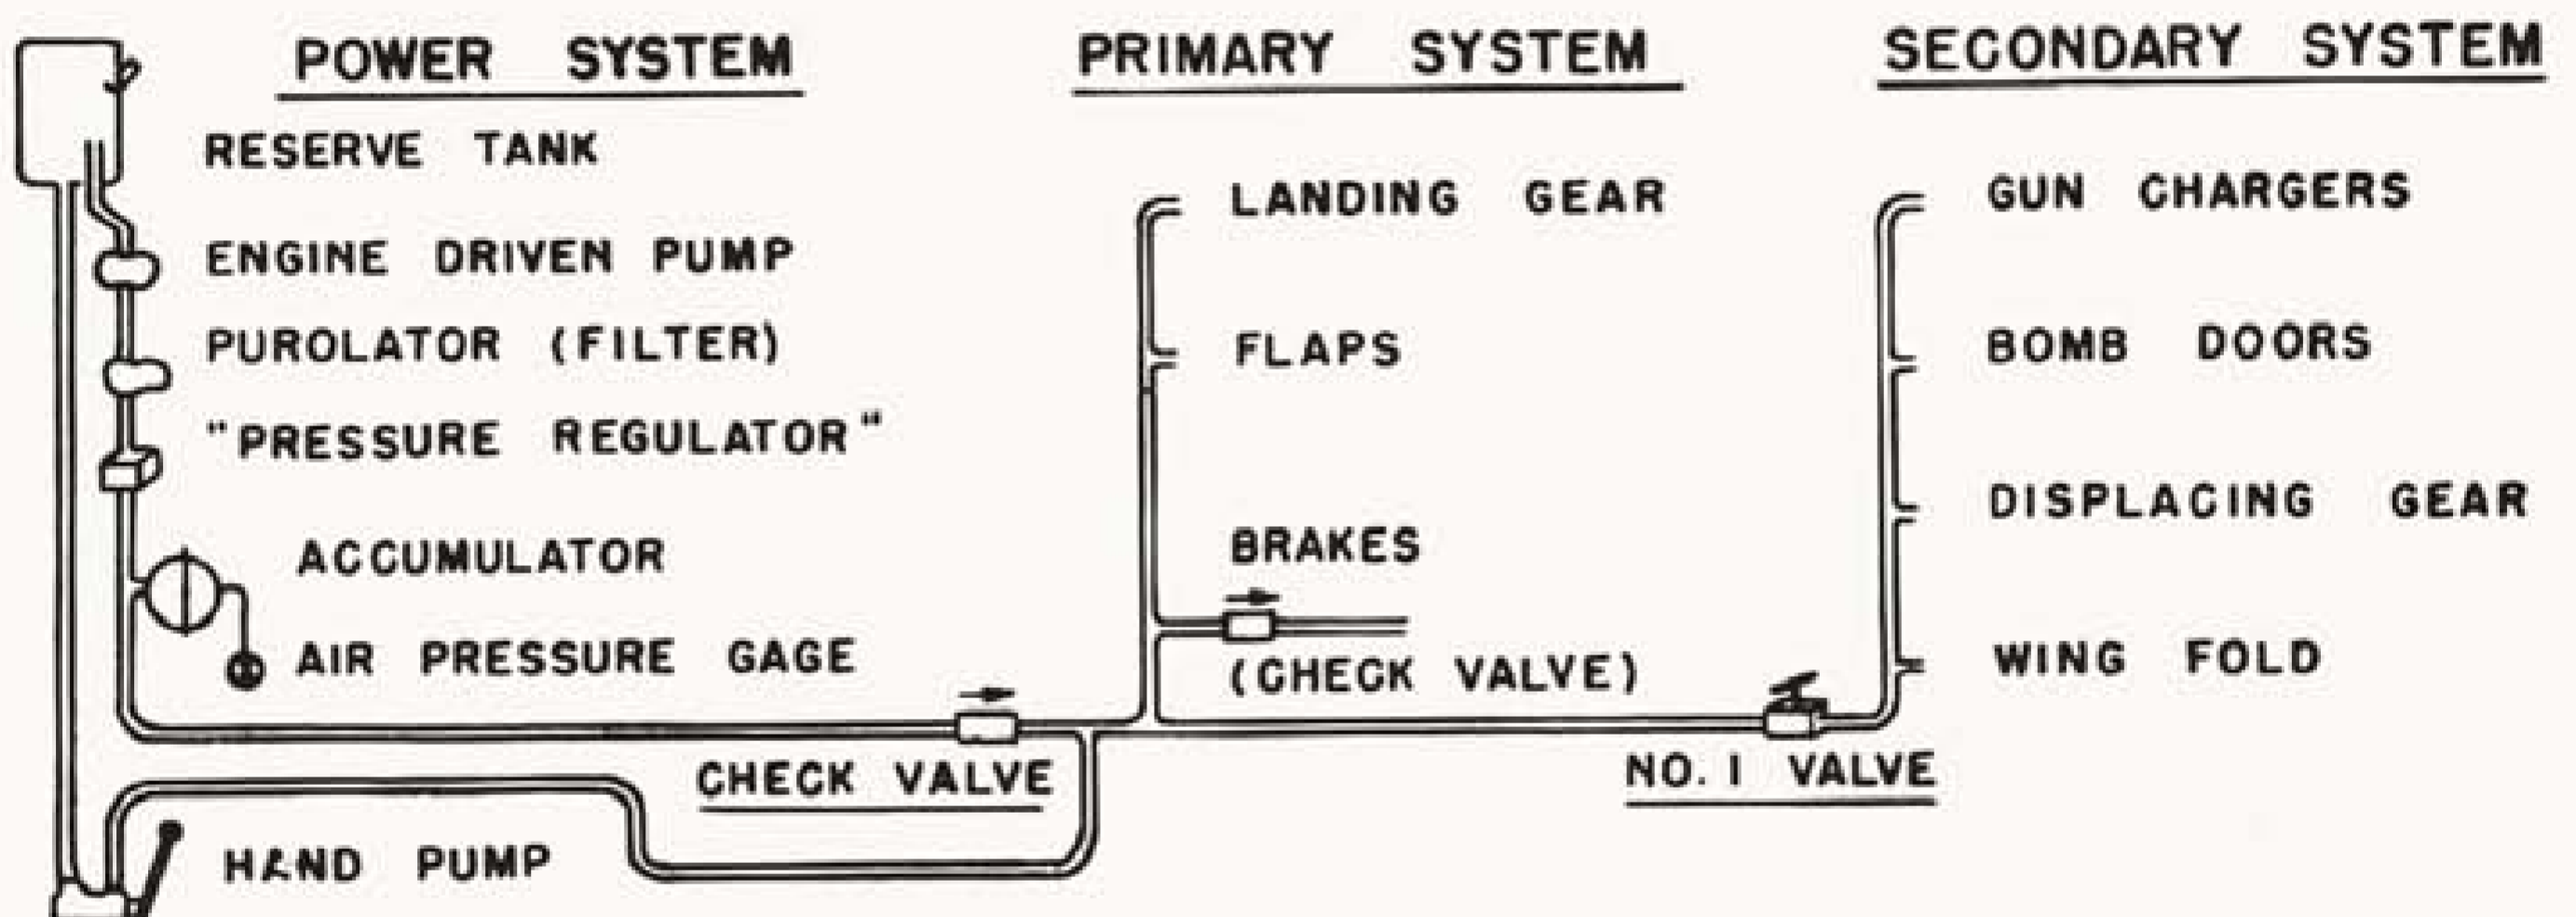 POWER SYSTEM
RESERVE TANK
ENGINE DRIVEN PUMP
PUROLATOR (FILTER)
"PRESSURE REGULATOR"
ACCUMULATOR
AIR PRESSURE GAGE
CHECK VALVE
HAND PUMP
PRIMARY SYSTEM
LANDING GEAR
FLAPS
BRAKES
(CHECK VALVE)
NO. 1 VALVE
SECONDARY SYSTEM
GUN CHARGERS
BOMB DOORS
DISPLACING GEAR
WING FOLD